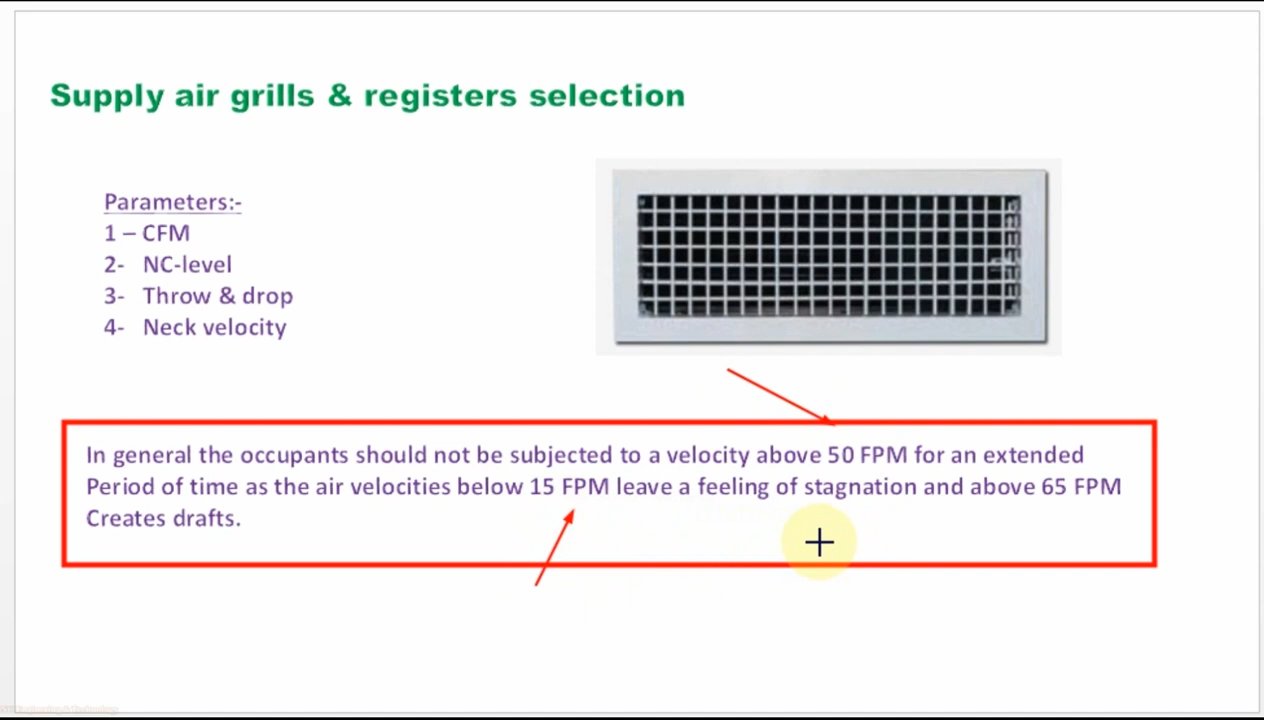 Supply air grills & registers selection
Parameters:-
1 – CFM
2- NC-level
3- Throw & drop
4- Neck velocity
In general the occupants should not be subjected to a velocity above 50 FPM for an extended
Period of time as the air velocities below 15 FPM leave a feeling of stagnation and above 65 FPM
Creates drafts.